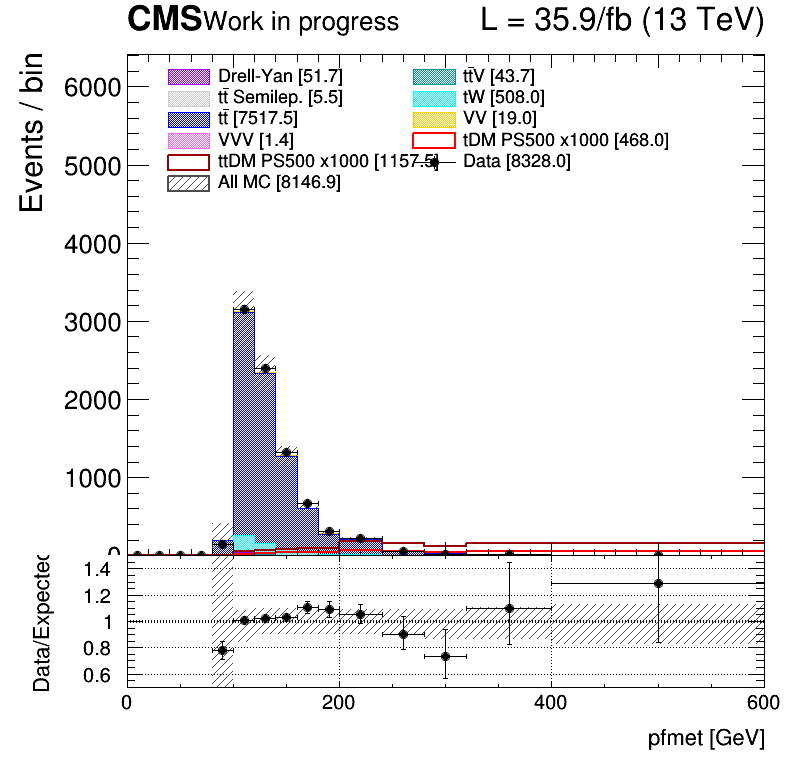 CMS Work in progress L = 35.9/fb (13 TeV)
Events / bin
6000
5000
4000
3000
2000
1000
0
Drell-Yan [51.7]
tt̄ Semilep. [5.5]
tt̄ [7517.5]
VVV [1.4]
ttDM PS500 x1000 [1157.5]
All MC [8146.9]
tt̄V [43.7]
tW [508.0]
VV [19.0]
tDM PS500 x1000 [468.0]
Data [8328.0]
Data/Expected
1.4
1.2
1
0.8
0.6
0 200 400 600
pfmet [GeV]